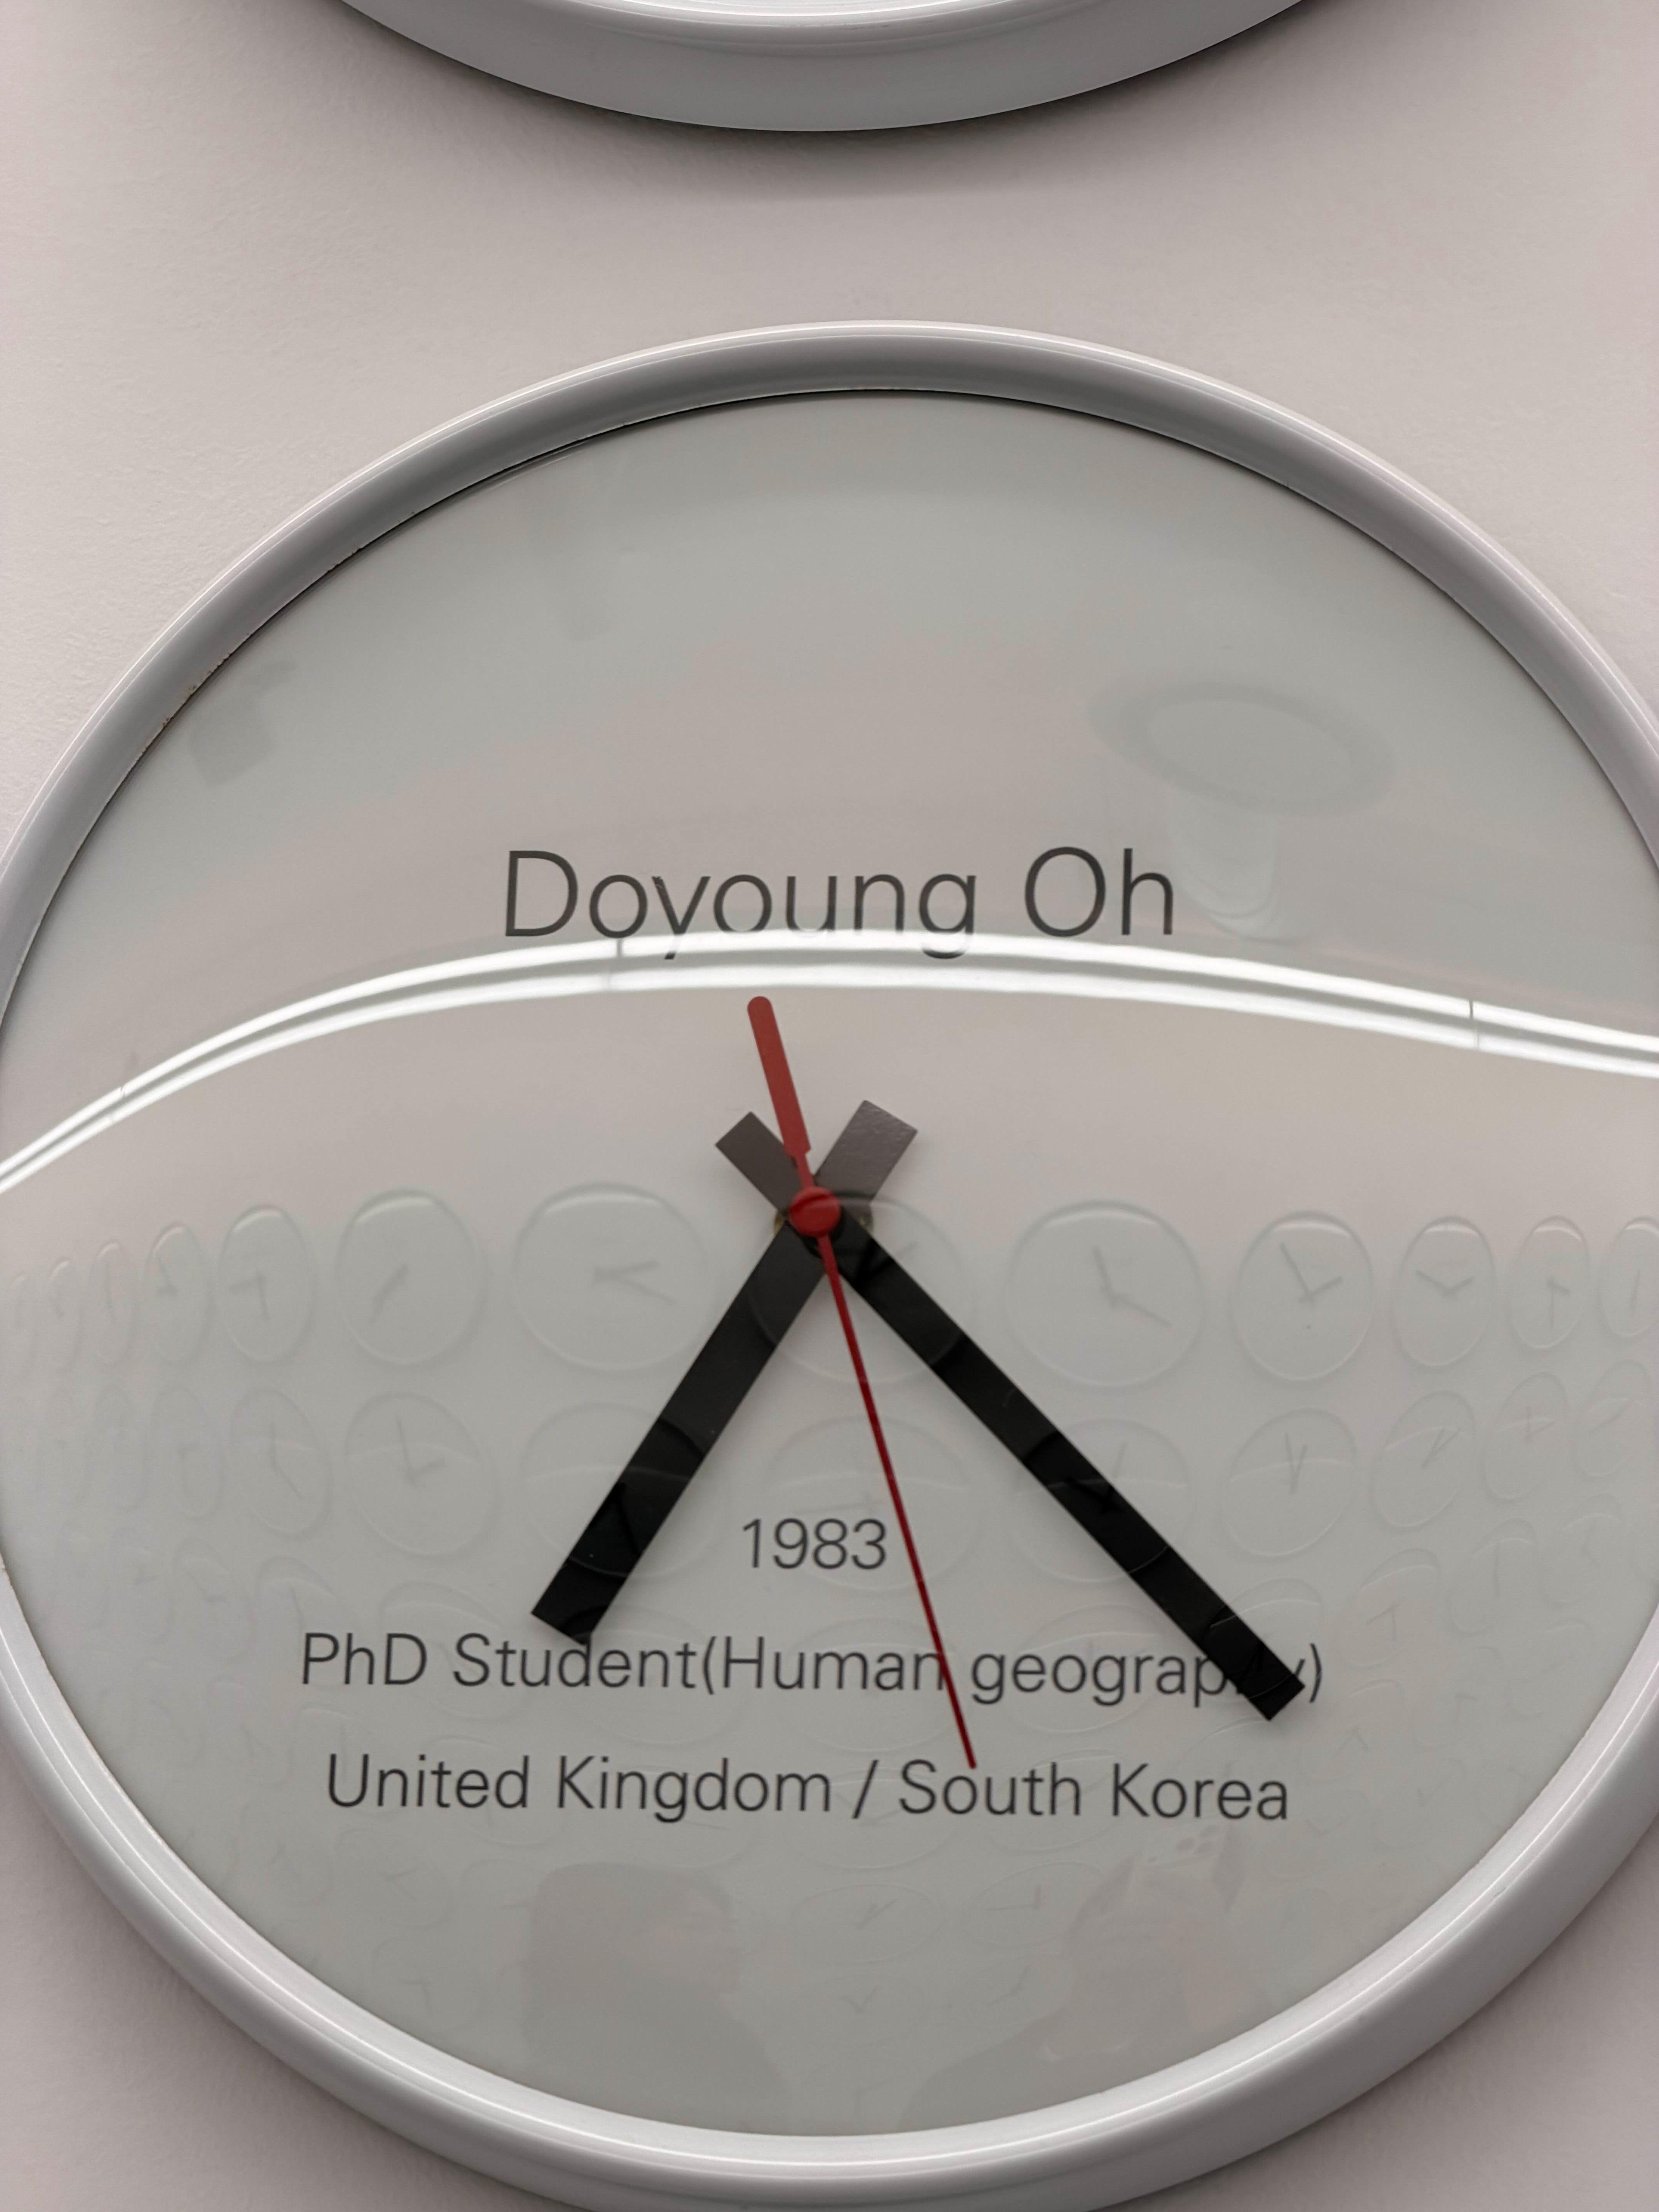 Doyoung Oh
1983
PhD Student(Human geography)
United Kingdom / South Korea